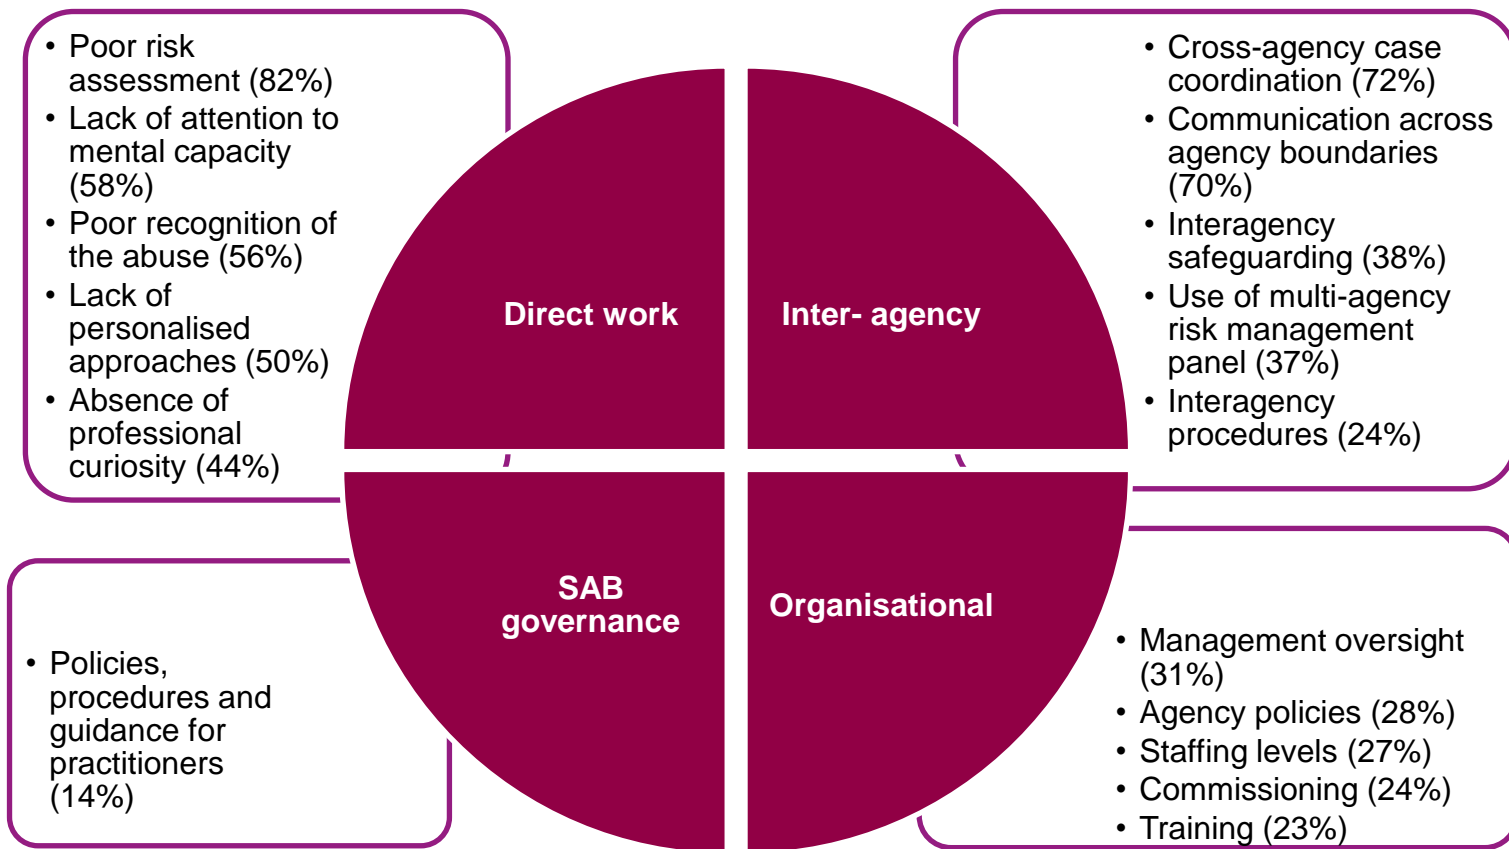 • Poor risk
assessment (82%)
• Lack of attention to
mental capacity
(58%)
• Poor recognition of
the abuse (56%)
• Lack of
personalised
approaches (50%)
• Absence of
professional
curiosity (44%)
Direct work
Inter- agency
• Cross-agency case
coordination (72%)
• Communication across
agency boundaries
(70%)
• Interagency
safeguarding (38%)
• Use of multi-agency
risk management
panel (37%)
• Interagency
procedures (24%)
• Policies,
procedures and
guidance for
practitioners
(14%)
SAB
governance
Organisational
• Management oversight
(31%)
• Agency policies (28%)
• Staffing levels (27%)
• Commissioning (24%)
• Training (23%)